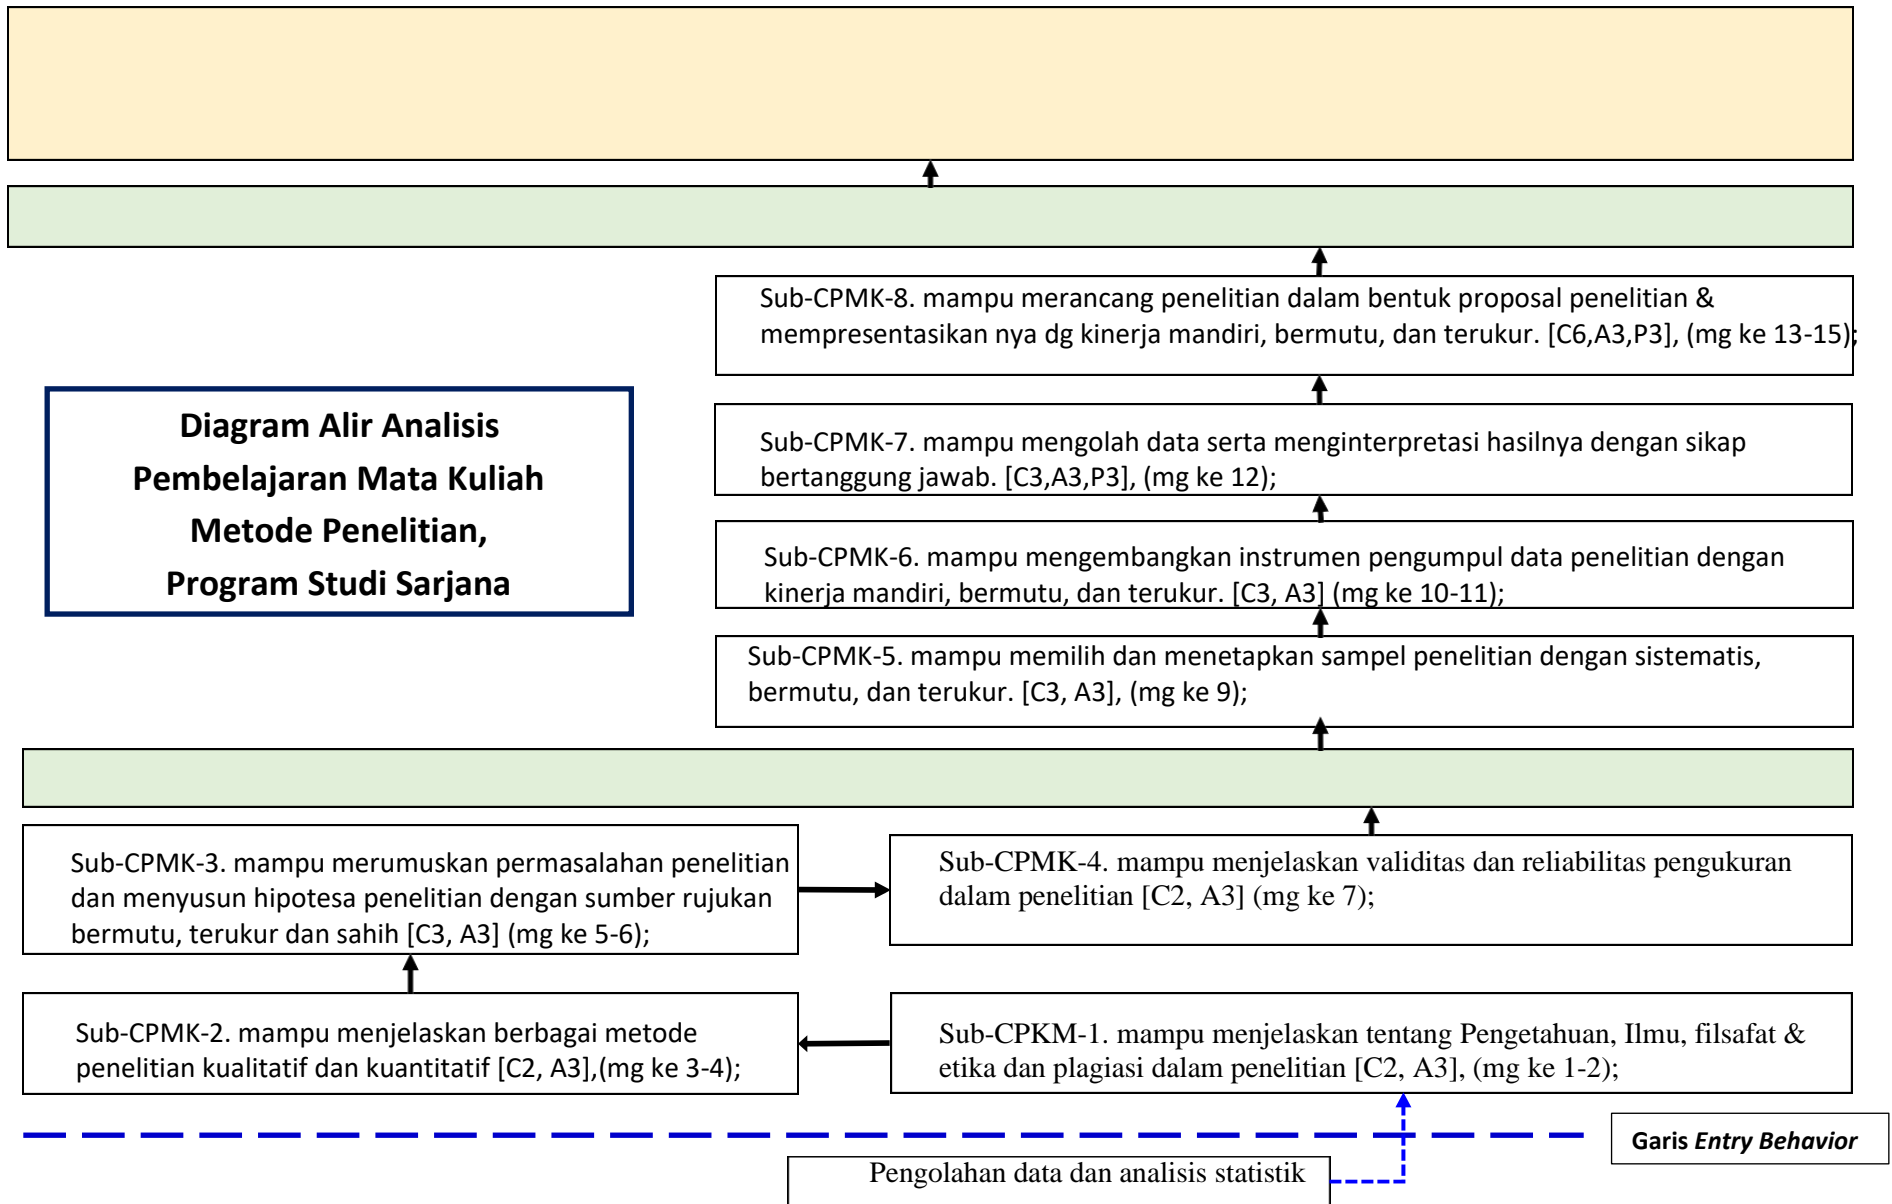 Sub-CPMK-8. mampu merancang penelitian dalam bentuk proposal penelitian &
mempresentasikan nya dg kinerja mandiri, bermutu, dan terukur. [C6,A3,P3], (mg ke 13-15);
Diagram Alir Analisis
Pembelajaran Mata Kuliah
Metode Penelitian,
Program Studi Sarjana
Sub-CPMK-7. mampu mengolah data serta menginterpretasi hasilnya dengan sikap
bertanggung jawab. [C3,A3,P3], (mg ke 12);
Sub-CPMK-6. mampu mengembangkan instrumen pengumpul data penelitian dengan
kinerja mandiri, bermutu, dan terukur. [C3, A3] (mg ke 10-11);
Sub-CPMK-5. mampu memilih dan menetapkan sampel penelitian dengan sistematis,
bermutu, dan terukur. [C3, A3], (mg ke 9);
Sub-CPMK-3. mampu merumuskan permasalahan penelitian
dan menyusun hipotesa penelitian dengan sumber rujukan
bermutu, terukur dan sahih [C3, A3] (mg ke 5-6);
Sub-CPMK-4. mampu menjelaskan validitas dan reliabilitas pengukuran
dalam penelitian [C2, A3] (mg ke 7);
Sub-CPMK-2. mampu menjelaskan berbagai metode
penelitian kualitatif dan kuantitatif [C2, A3],(mg ke 3-4);
Sub-CPKM-1. mampu menjelaskan tentang Pengetahuan, Ilmu, filsafat &
etika dan plagiasi dalam penelitian [C2, A3], (mg ke 1-2);
Garis Entry Behavior
Pengolahan data dan analisis statistik